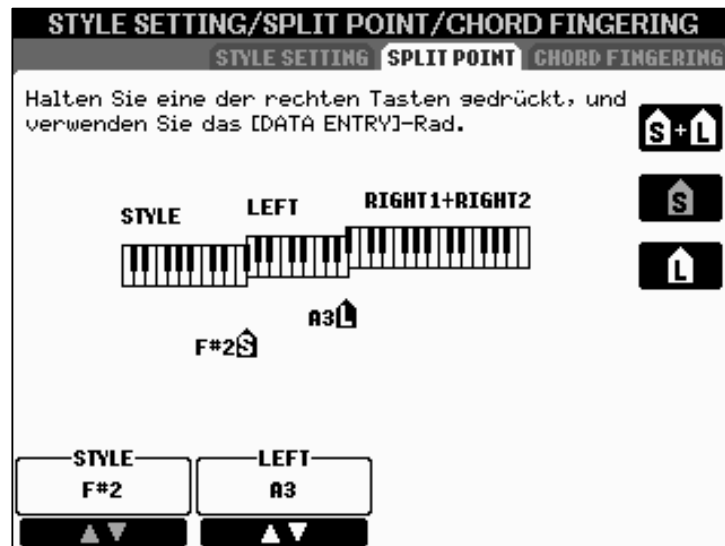 STYLE SETTING/SPLIT POINT/CHORD FINGERING
STYLE SETTING SPLIT POINT CHORD FINGERING
Halten Sie eine der rechten Tasten gedrückt, und
verwenden Sie das [DATA ENTRY]-Rad.
S+L
S
L
STYLE LEFT RIGHT1+RIGHT2
A3 L
F#2 S
STYLE LEFT
F#2 A3